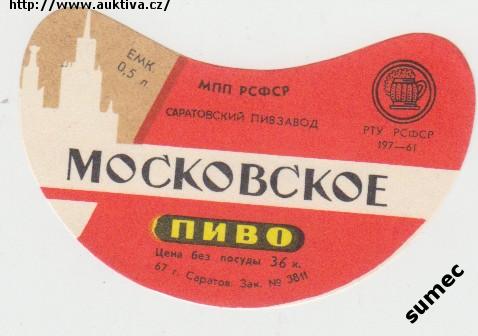 http://www.auktiva.cz/
ЕМК.
0,5 л
МПП РСФСР
САРАТОВСКИЙ ПИВЗАВОД
РТУ РСФСР
197—61
МОСКОВСКОЕ
ПИВО
Цена без посуды 36 к.
67 г. Саратов. Зак. № 3811
sumec